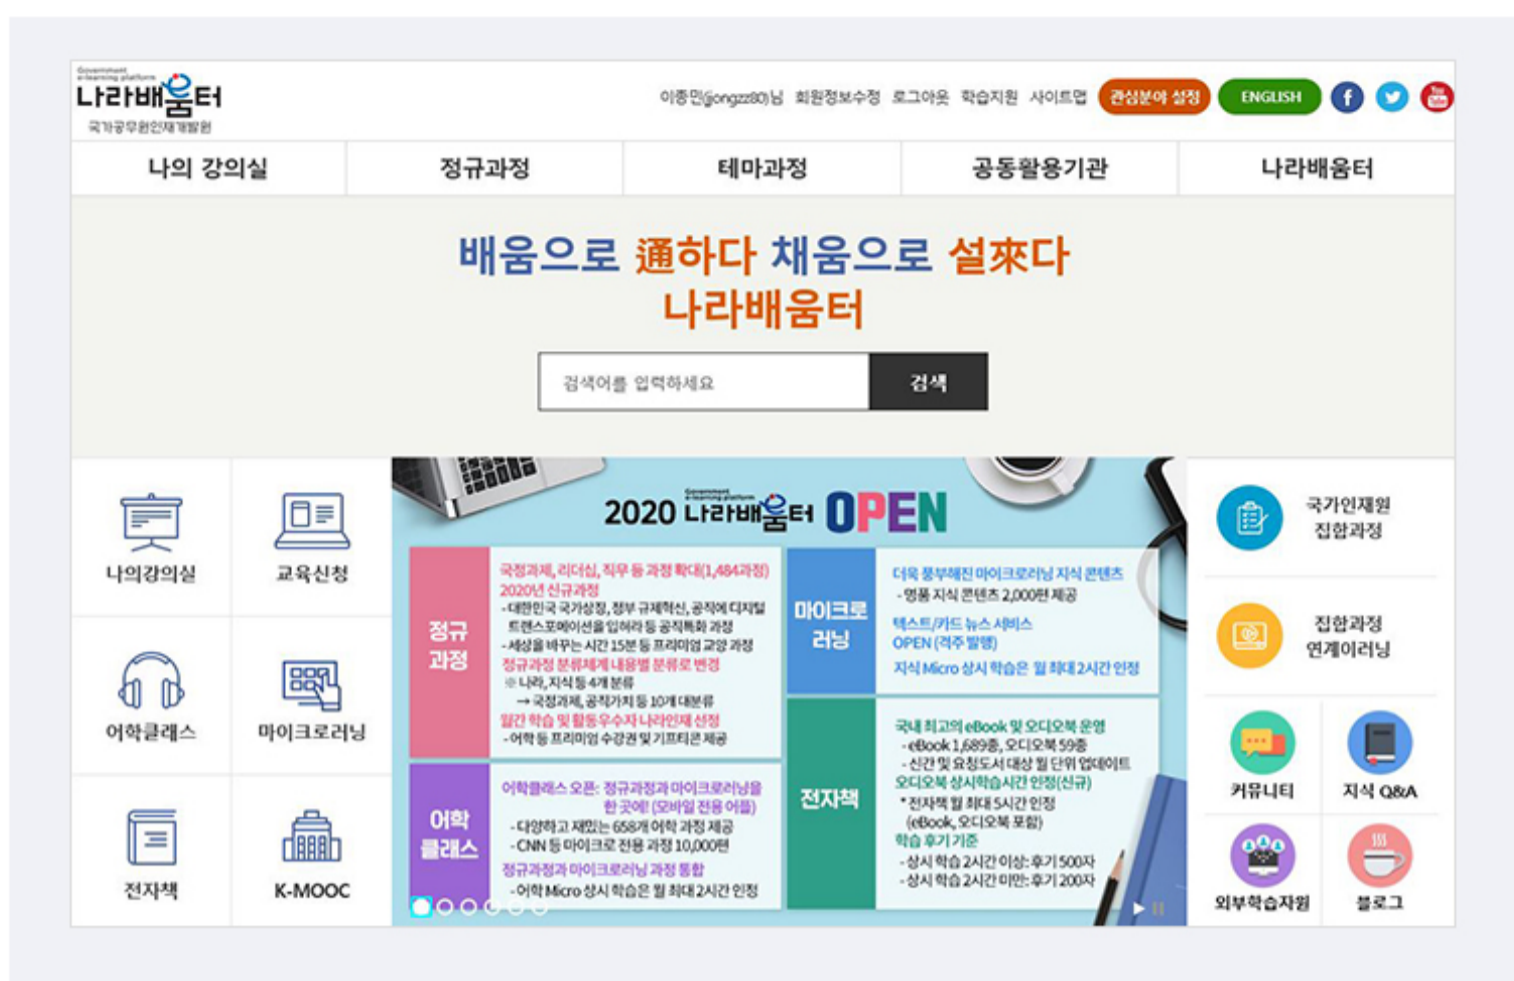 Government
e-learning platform
나라배움터
국가공무원인재개발원
이종민(jjongzz80)님 회원정보수정 로그아웃 학습지원 사이트맵 관심분야 설정 ENGLISH f You Tube
나의 강의실 정규과정 테마과정 공동활용기관 나라배움터
배움으로 通하다 채움으로 설來다
나라배움터
검색어를 입력하세요 검색
나의강의실 교육신청
어학클래스 마이크로러닝
전자책 K-MOOC
2020 Government e-learning platform 나라배움터 OPEN
정규
과정
국정과제, 리더십, 직무 등 과정 확대(1,484과정)
2020년 신규과정
- 대한민국 국가상징, 정부 규제혁신, 공직에 디지털
트랜스포메이션을 입혀라 등 공직특화 과정
- 세상을 바꾸는 시간 15분 등 프리미엄 교양 과정
정규과정 분류체계 내용별 분류로 변경
※ 나라, 지식 등 4개 분류
→ 국정과제, 공직가치 등 10개 대분류
월간 학습 및 활동우수자 나라인재 선정
- 어학 등 프리미엄 수강권 및 기프티콘 제공
어학
클래스
어학클래스 오픈: 정규과정과 마이크로러닝을
한 곳에! (모바일 전용 어플)
- 다양하고 재밌는 658개 어학 과정 제공
- CNN 등 마이크로 전용 과정 10,000편
정규과정과 마이크로러닝 과정 통합
- 어학 Micro 상시 학습은 월 최대 2시간 인정
마이크로
러닝
더욱 풍부해진 마이크로러닝 지식 콘텐츠
- 명품 지식 콘텐츠 2,000편 제공
텍스트/카드 뉴스 서비스
OPEN (격주 발행)
지식 Micro 상시 학습은 월 최대 2시간 인정
전자책
국내 최고의 eBook 및 오디오북 운영
- eBook 1,689종, 오디오북 59종
- 신간 및 요청도서 대상 월 단위 업데이트
오디오북 상시학습시간 인정(신규)
* 전자책 월 최대 5시간 인정
(eBook, 오디오북 포함)
학습 후기 기준
- 상시 학습 2시간 이상: 후기 500자
- 상시 학습 2시간 미만: 후기 200자
국가인재원
집합과정
집합과정
연계이러닝
커뮤니티 지식 Q&A
외부학습자원 블로그